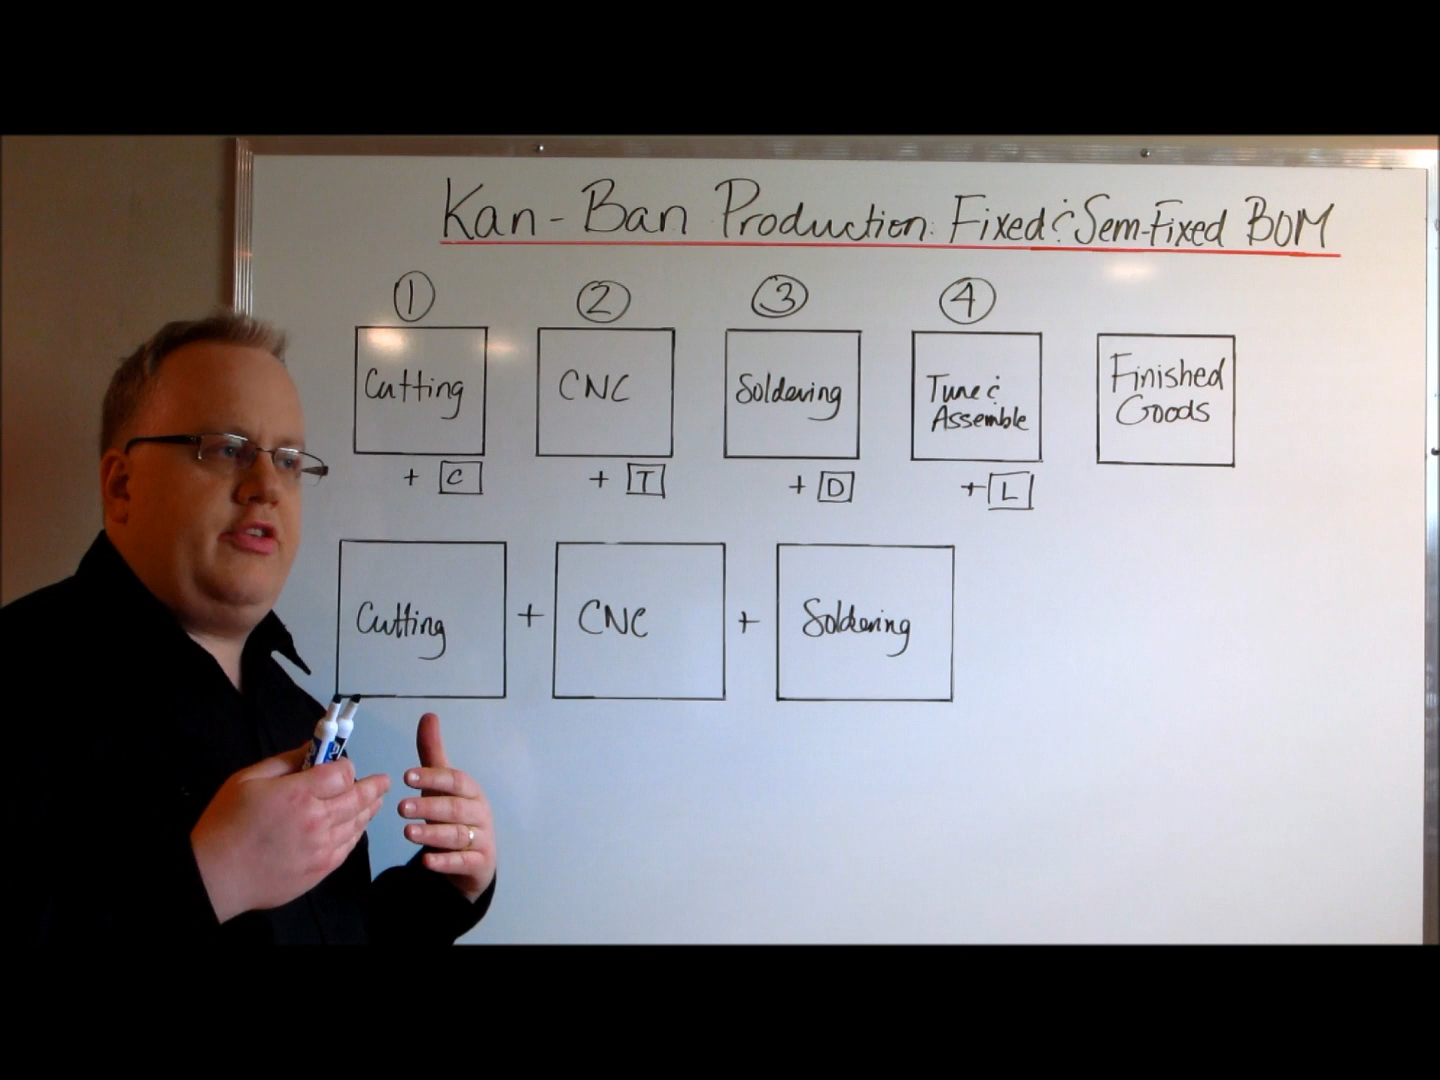 Kan-Ban Production: Fixed & Sem-Fixed BOM
1 2 3 4
Cutting
CNC
Soldering
Tune &
Assemble
Finished
Goods
+ C
+ T
+ D
+ L
Cutting + CNC + Soldering